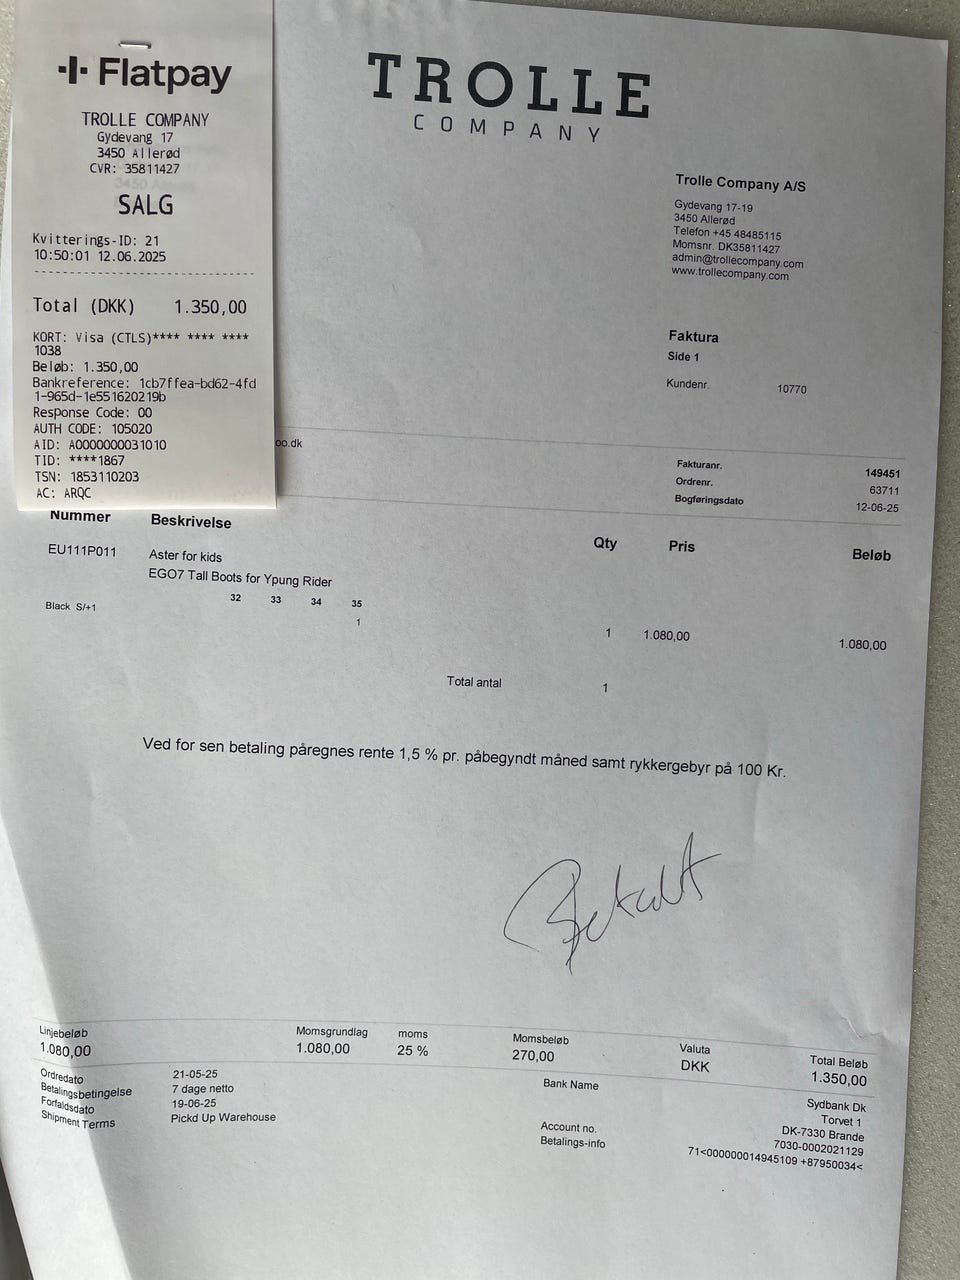 Flatpay
TROLLE COMPANY
Gydevang 17
3450 Allerød
CVR: 35811427
SALG
Kvitterings-ID: 21
10:50:01 12.06.2025
Total (DKK) 1.350,00
KORT: Visa (CTLS)**** **** ****
1038
Beløb: 1.350,00
Bankreference: 1cb7ffea-bd62-4fd
1-965d-1e551620219b
Response Code: 00
AUTH CODE: 105020
AID: A0000000031010
TID: ****1867
TSN: 1853110203
AC: ARQC
TROLLE
COMPANY
Trolle Company A/S
Gydevang 17-19
3450 Allerød
Telefon +45 48485115
Momsnr. DK35811427
admin@trollecompany.com
www.trollecompany.com
Faktura
Side 1
Kundenr. 10770
oo.dk
Fakturanr. 149451
Ordrenr. 63711
Bogføringsdato 12-06-25
Nummer Beskrivelse Qty Pris Beløb
EU111P011 Aster for kids
EGO7 Tall Boots for Ypung Rider
32 33 34 35
Black S/+1 1 1 1.080,00 1.080,00
Total antal 1
Ved for sen betaling påregnes rente 1,5 % pr. påbegyndt måned samt rykkergebyr på 100 Kr.
Betalt
Linjebeløb Momsgrundlag moms Momsbeløb Valuta Total Beløb
1.080,00 1.080,00 25 % 270,00 DKK 1.350,00
Ordredato 21-05-25
Betalingsbetingelse 7 dage netto
Forfaldsdato 19-06-25
Shipment Terms Pickd Up Warehouse
Bank Name Sydbank Dk
Torvet 1
DK-7330 Brande
Account no. 7030-0002021129
Betalings-info 71<000000014945109 +87950034<